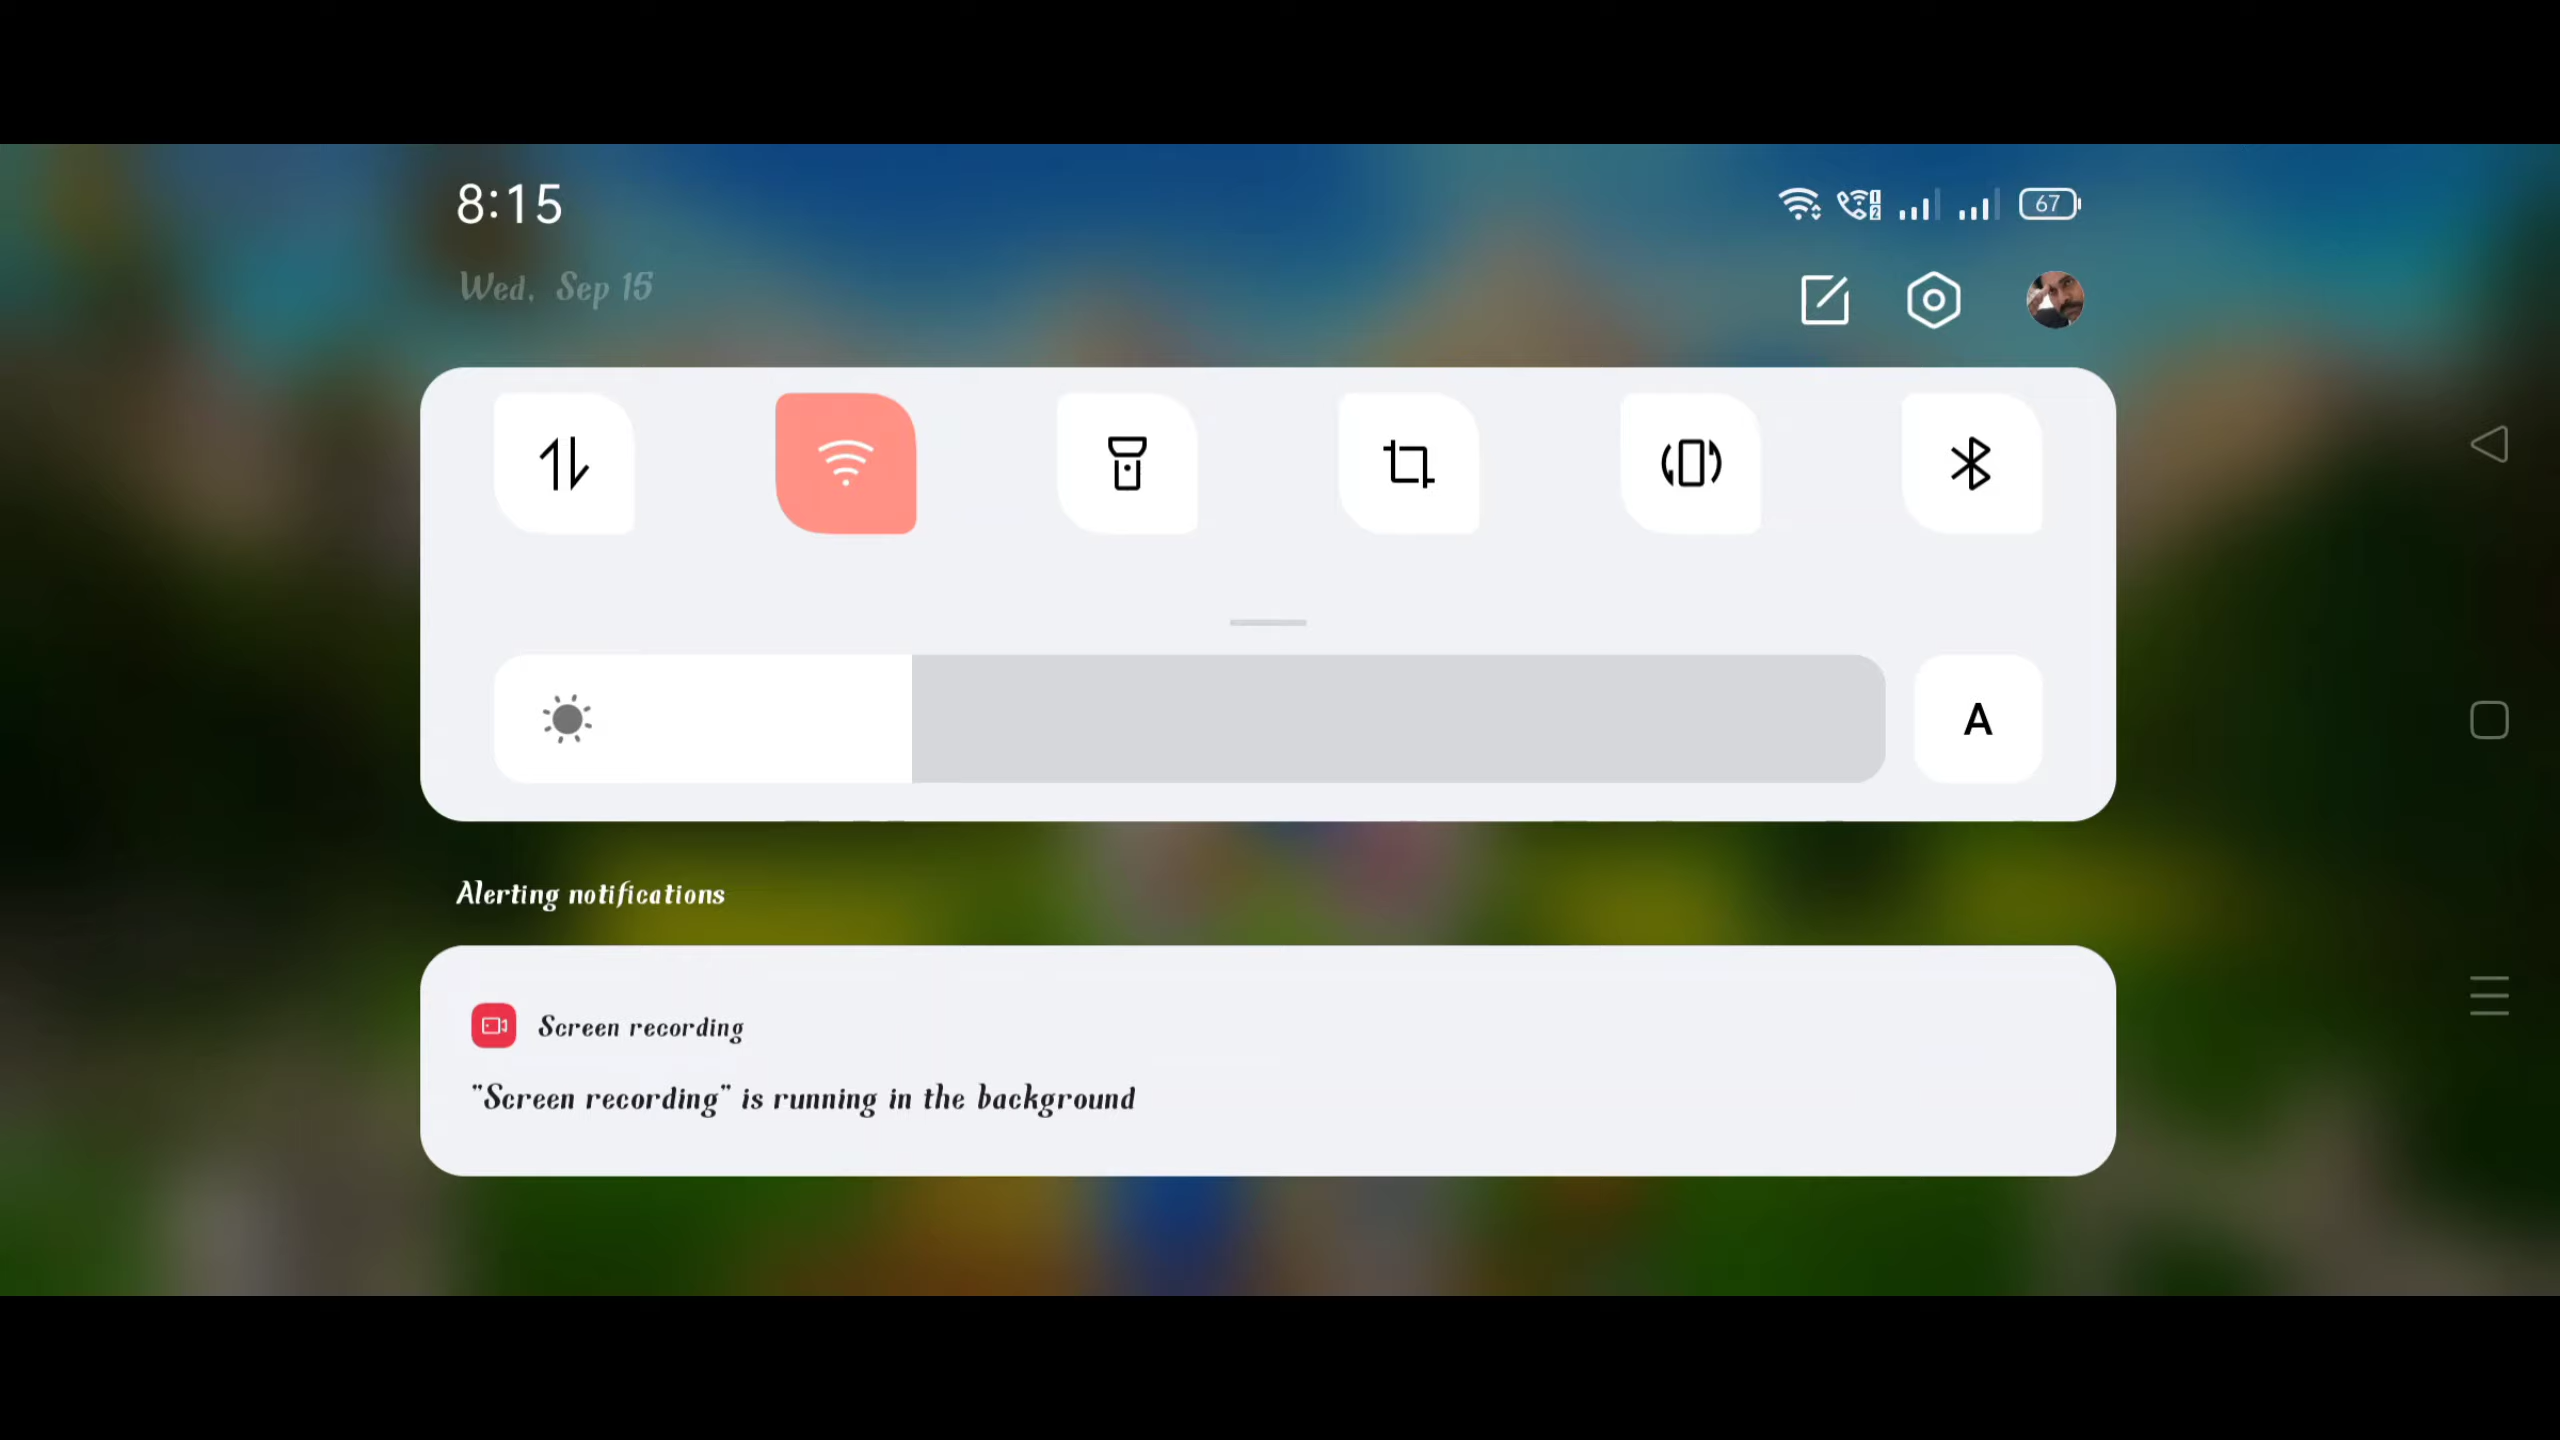 8:15
67
Wed, Sep 15
A
Alerting notifications
Screen recording
"Screen recording" is running in the background